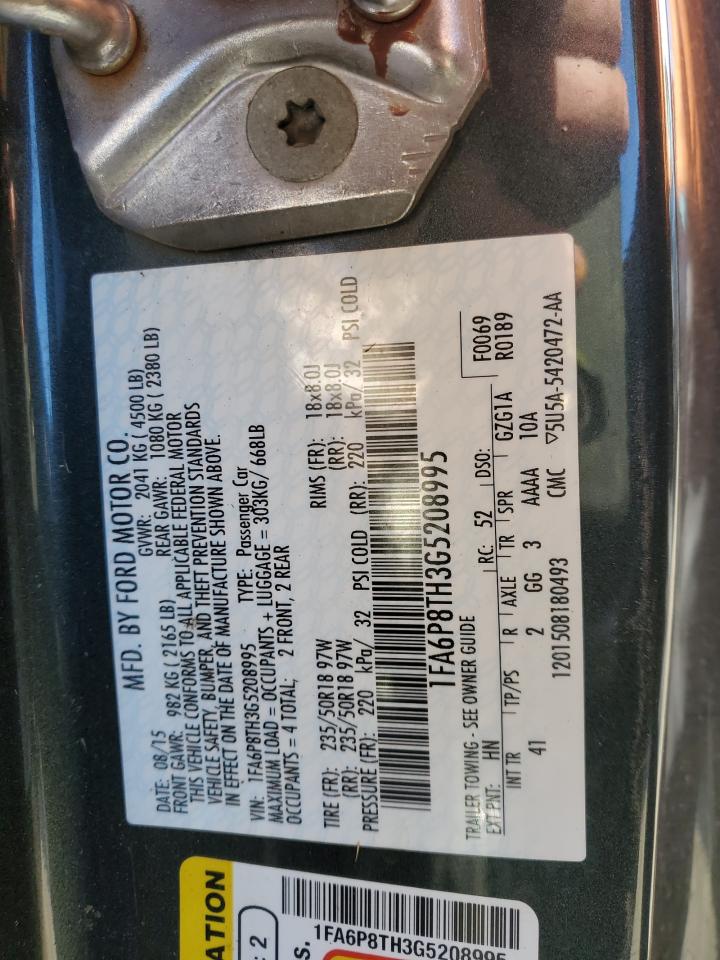 MFD. BY FORD MOTOR CO.
DATE: 08/15 GVWR: 2041 KG ( 4500 LB)
FRONT GAWR: 982 KG ( 2165 LB) REAR GAWR: 1080 KG ( 2380 LB)
THIS VEHICLE CONFORMS TO ALL APPLICABLE FEDERAL MOTOR
VEHICLE SAFETY, BUMPER, AND THEFT PREVENTION STANDARDS
IN EFFECT ON THE DATE OF MANUFACTURE SHOWN ABOVE.
VIN: 1FA6P8TH3G5208995 TYPE: Passenger Car
MAXIMUM LOAD = OCCUPANTS + LUGGAGE = 303KG/ 668LB
OCCUPANTS = 4 TOTAL; 2 FRONT, 2 REAR
TIRE (FR): 235/50R18 97W RIMS (FR): 18x8.0J
(RR): 235/50R18 97W (RR): 18x8.0J
PRESSURE (FR): 220 kPa/ 32 PSI COLD (RR): 220 kPa/ 32 PSI COLD
1FA6P8TH3G5208995
TRAILER TOWING - SEE OWNER GUIDE
EXT PNT: HN RC: 52 DSO: F0069
INT TR TP/PS R AXLE TR SPR GZG1A R0189
41 2 GG 3 AAAA 10A
1201508180493 CMC ▽5U5A-5420472-AA
ATION
: 2
S.
1FA6P8TH3G5208995